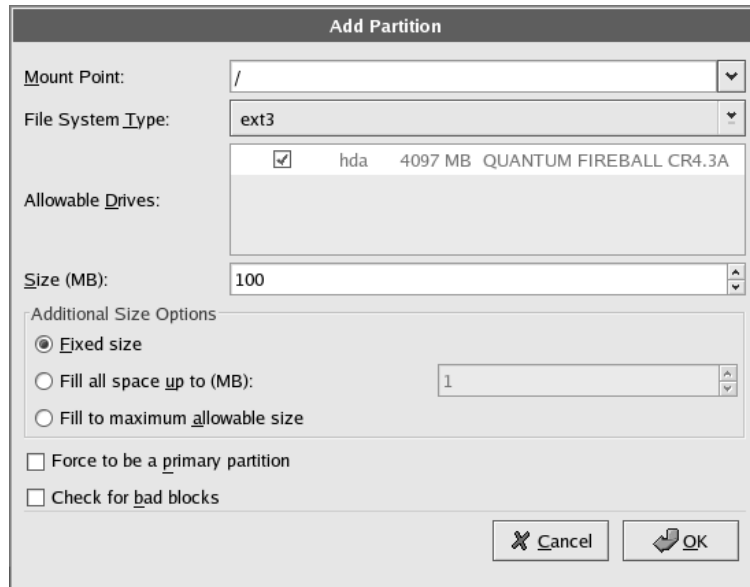 Add Partition
Mount Point: /
File System Type: ext3
hda 4097 MB QUANTUM FIREBALL CR4.3A
Allowable Drives:
Size (MB): 100
Additional Size Options
Fixed size
Fill all space up to (MB): 1
Fill to maximum allowable size
Force to be a primary partition
Check for bad blocks
Cancel OK